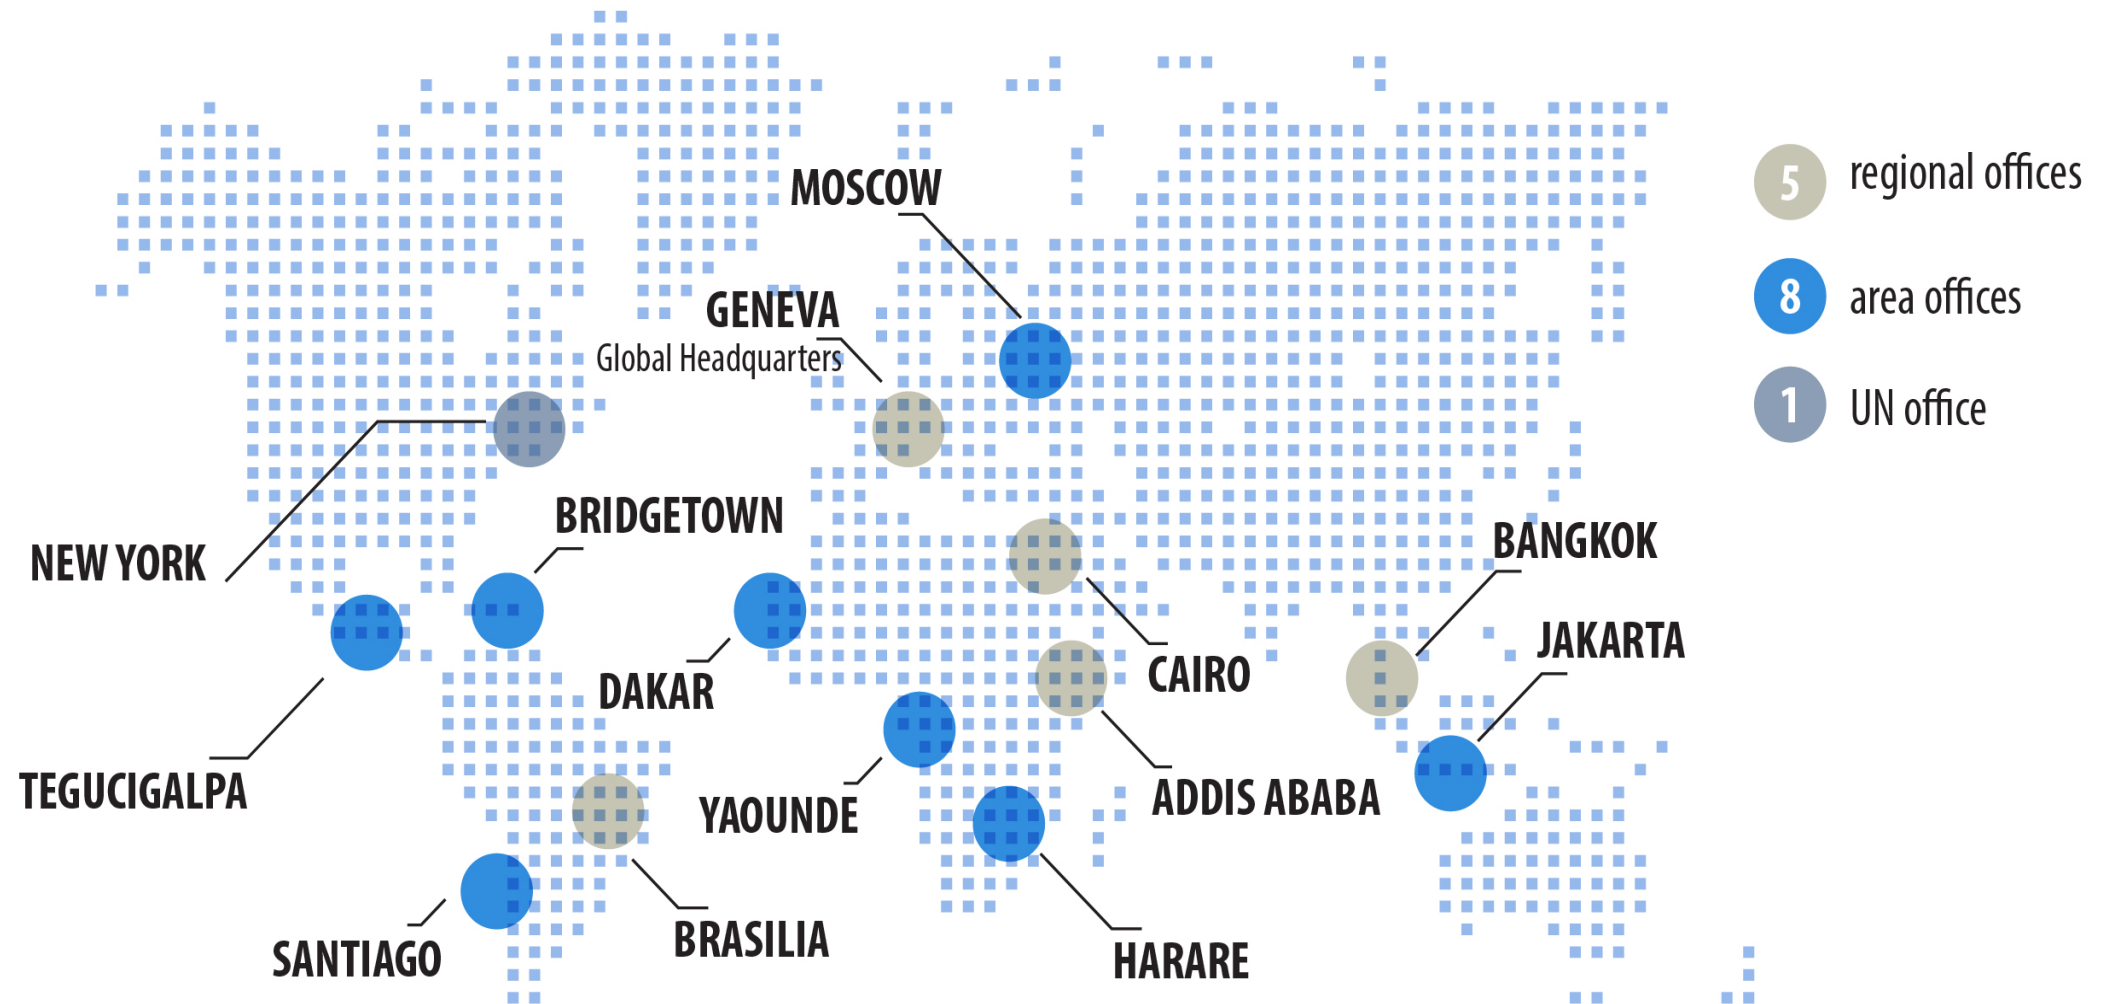 MOSCOW
GENEVA
Global Headquarters
NEW YORK
BRIDGETOWN
BANGKOK
JAKARTA
DAKAR
CAIRO
TEGUCIGALPA
YAOUNDE
ADDIS ABABA
SANTIAGO
BRASILIA
HARARE
5 regional offices
8 area offices
1 UN office